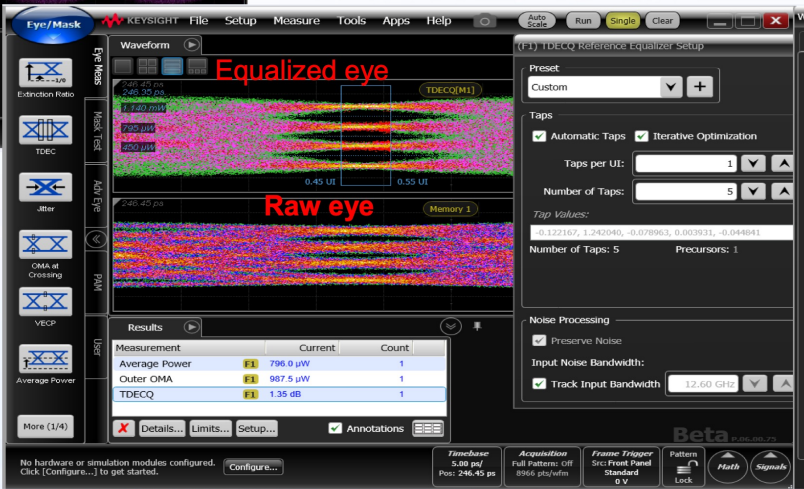 Eye/Mask
KEYSIGHT File Setup Measure Tools Apps Help
Auto Scale
Run
Single
Clear
Extinction Ratio
TDEC
Jitter
OMA at Crossing
VECP
Average Power
More (1/4)
Eye Meas
Mask Test
Adv Eye
PAM
User
Waveform
Equalized eye
246.45 ps
246.95 ps
TDECQ[M1]
1.140 mW
795 µW
450 µW
0.45 UI
0.55 UI
246.45 ps
Raw eye
Memory 1
Results
Measurement Current Count
Average Power F1 796.0 µW 1
Outer OMA F1 987.5 µW 1
TDECQ F1 1.35 dB 1
Details... Limits... Setup... Annotations
(F1) TDECQ Reference Equalizer Setup
Preset
Custom
Taps
Automatic Taps Iterative Optimization
Taps per UI: 1
Number of Taps: 5
Tap Values:
-0.122167, 1.242040, -0.078963, 0.003931, -0.044841
Number of Taps: 5 Precursors: 1
Noise Processing
Preserve Noise
Input Noise Bandwidth:
Track Input Bandwidth 12.60 GHz
Beta P.06.00.75
No hardware or simulation modules configured.
Click [Configure...] to get started.
Configure...
Timebase
5.00 ps/
Pos: 246.45 ps
Acquisition
Full Pattern: Off
8966 pts/wfm
Frame Trigger
Src: Front Panel
Standard
0 V
Pattern
Lock
Math
Signals